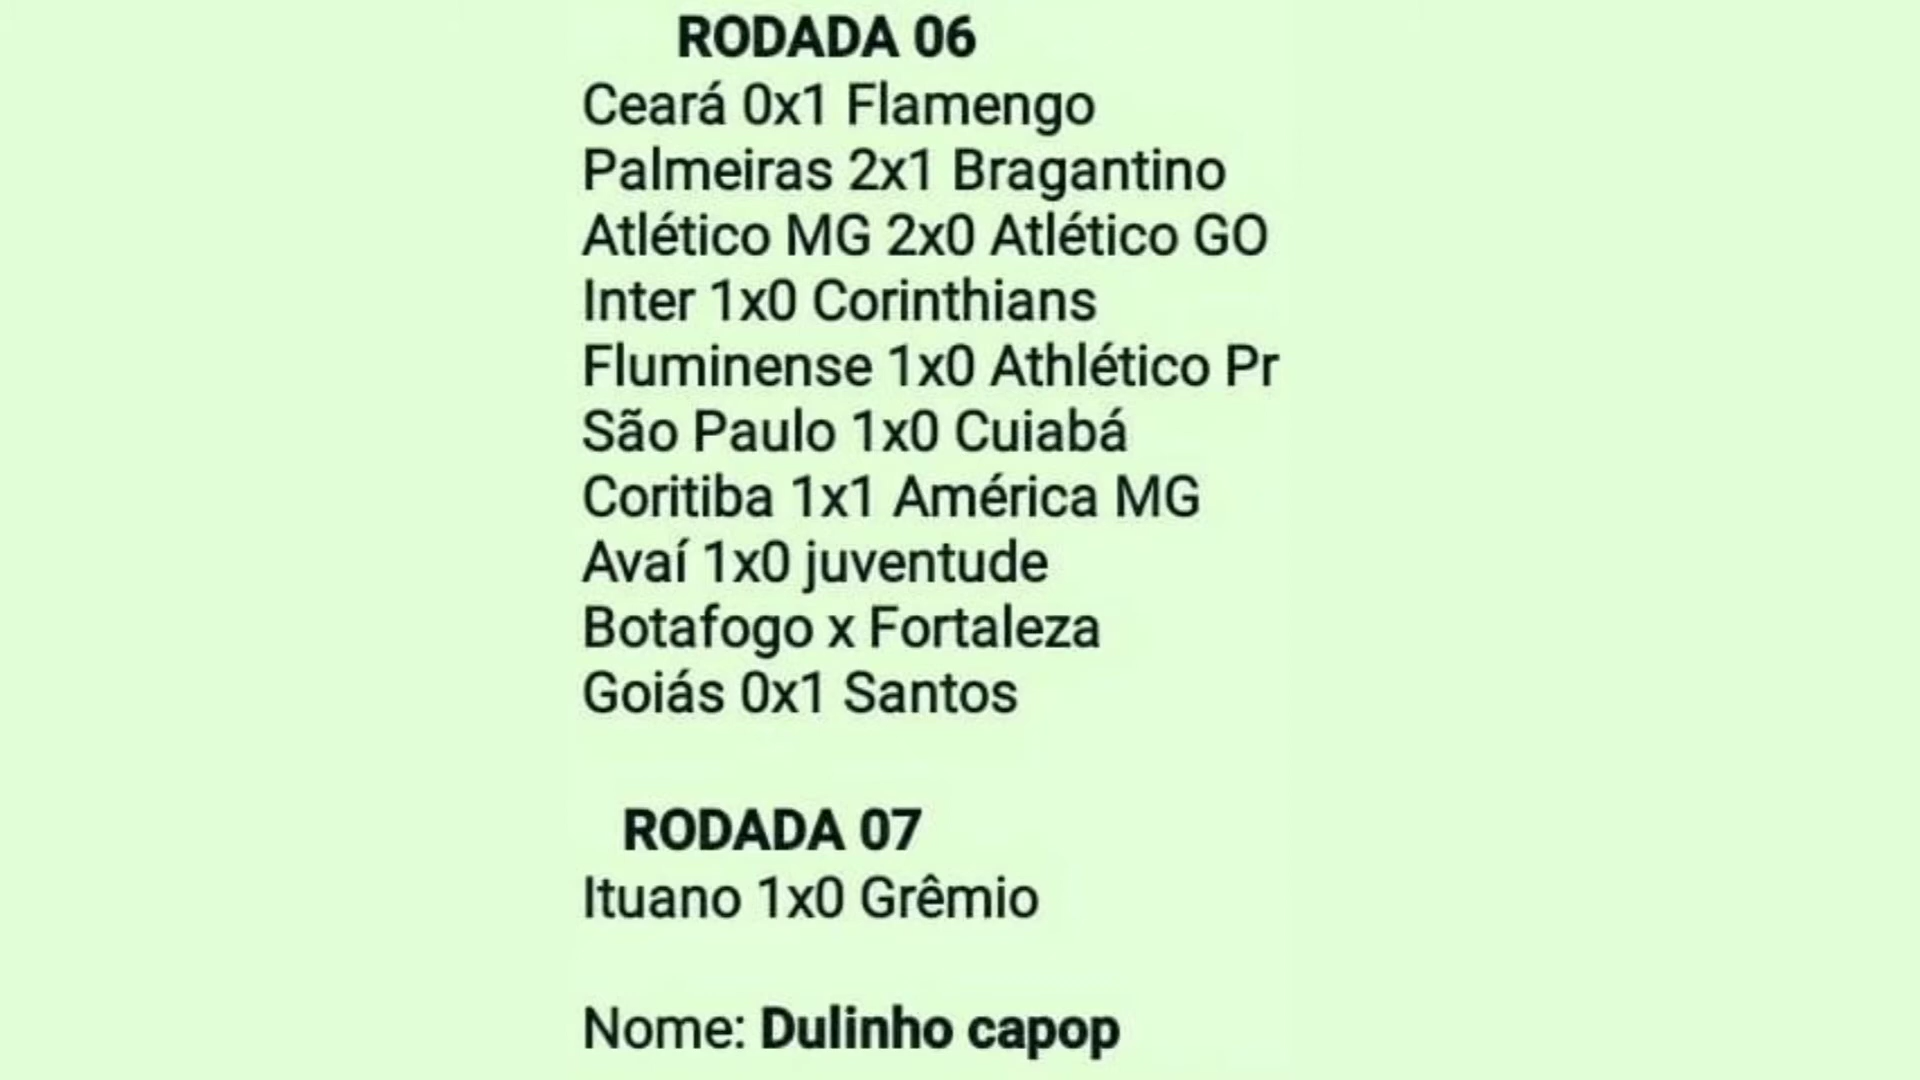 RODADA 06
Ceará 0x1 Flamengo
Palmeiras 2x1 Bragantino
Atlético MG 2x0 Atlético GO
Inter 1x0 Corinthians
Fluminense 1x0 Athlético Pr
São Paulo 1x0 Cuiabá
Coritiba 1x1 América MG
Avaí 1x0 juventude
Botafogo x Fortaleza
Goiás 0x1 Santos
RODADA 07
Ituano 1x0 Grêmio
Nome: Dulinho capop